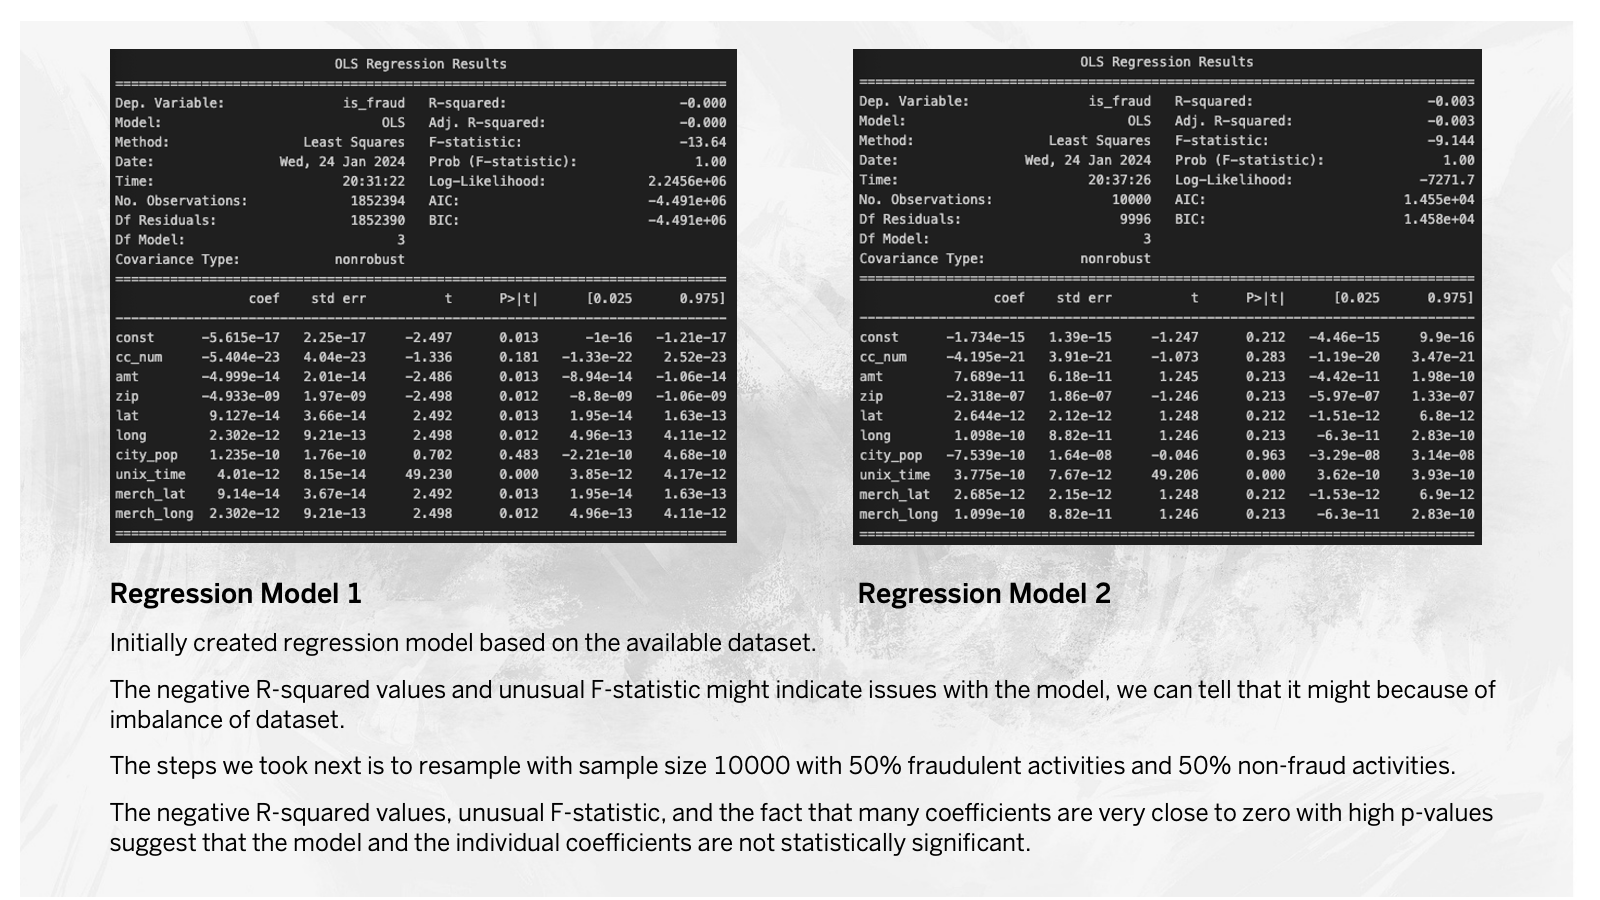 OLS Regression Results
Dep. Variable: is_fraud R-squared: -0.000
Model: OLS Adj. R-squared: -0.000
Method: Least Squares F-statistic: -13.64
Date: Wed, 24 Jan 2024 Prob (F-statistic): 1.00
Time: 20:31:22 Log-Likelihood: 2.2456e+06
No. Observations: 1852394 AIC: -4.491e+06
Df Residuals: 1852390 BIC: -4.491e+06
Df Model: 3
Covariance Type: nonrobust
coef std err t P>|t| [0.025 0.975]
const -5.615e-17 2.25e-17 -2.497 0.013 -1e-16 -1.21e-17
cc_num -5.404e-23 4.04e-23 -1.336 0.181 -1.33e-22 2.52e-23
amt -4.999e-14 2.01e-14 -2.486 0.013 -8.94e-14 -1.06e-14
zip -4.933e-09 1.97e-09 -2.498 0.012 -8.8e-09 -1.06e-09
lat 9.127e-14 3.66e-14 2.492 0.013 1.95e-14 1.63e-13
long 2.302e-12 9.21e-13 2.498 0.012 4.96e-13 4.11e-12
city_pop 1.235e-10 1.76e-10 0.702 0.483 -2.21e-10 4.68e-10
unix_time 4.01e-12 8.15e-14 49.230 0.000 3.85e-12 4.17e-12
merch_lat 9.14e-14 3.67e-14 2.492 0.013 1.95e-14 1.63e-13
merch_long 2.302e-12 9.21e-13 2.498 0.012 4.96e-13 4.11e-12
OLS Regression Results
Dep. Variable: is_fraud R-squared: -0.003
Model: OLS Adj. R-squared: -0.003
Method: Least Squares F-statistic: -9.144
Date: Wed, 24 Jan 2024 Prob (F-statistic): 1.00
Time: 20:37:26 Log-Likelihood: -7271.7
No. Observations: 10000 AIC: 1.455e+04
Df Residuals: 9996 BIC: 1.458e+04
Df Model: 3
Covariance Type: nonrobust
coef std err t P>|t| [0.025 0.975]
const -1.734e-15 1.39e-15 -1.247 0.212 -4.46e-15 9.9e-16
cc_num -4.195e-21 3.91e-21 -1.073 0.283 -1.19e-20 3.47e-21
amt 7.689e-11 6.18e-11 1.245 0.213 -4.42e-11 1.98e-10
zip -2.318e-07 1.86e-07 -1.246 0.213 -5.97e-07 1.33e-07
lat 2.644e-12 2.12e-12 1.248 0.212 -1.51e-12 6.8e-12
long 1.098e-10 8.82e-11 1.246 0.213 -6.3e-11 2.83e-10
city_pop -7.539e-10 1.64e-08 -0.046 0.963 -3.29e-08 3.14e-08
unix_time 3.775e-10 7.67e-12 49.206 0.000 3.62e-10 3.93e-10
merch_lat 2.685e-12 2.15e-12 1.248 0.212 -1.53e-12 6.9e-12
merch_long 1.099e-10 8.82e-11 1.246 0.213 -6.3e-11 2.83e-10
Regression Model 1
Regression Model 2
Initially created regression model based on the available dataset.
The negative R-squared values and unusual F-statistic might indicate issues with the model, we can tell that it might because of
imbalance of dataset.
The steps we took next is to resample with sample size 10000 with 50% fraudulent activities and 50% non-fraud activities.
The negative R-squared values, unusual F-statistic, and the fact that many coefficients are very close to zero with high p-values
suggest that the model and the individual coefficients are not statistically significant.